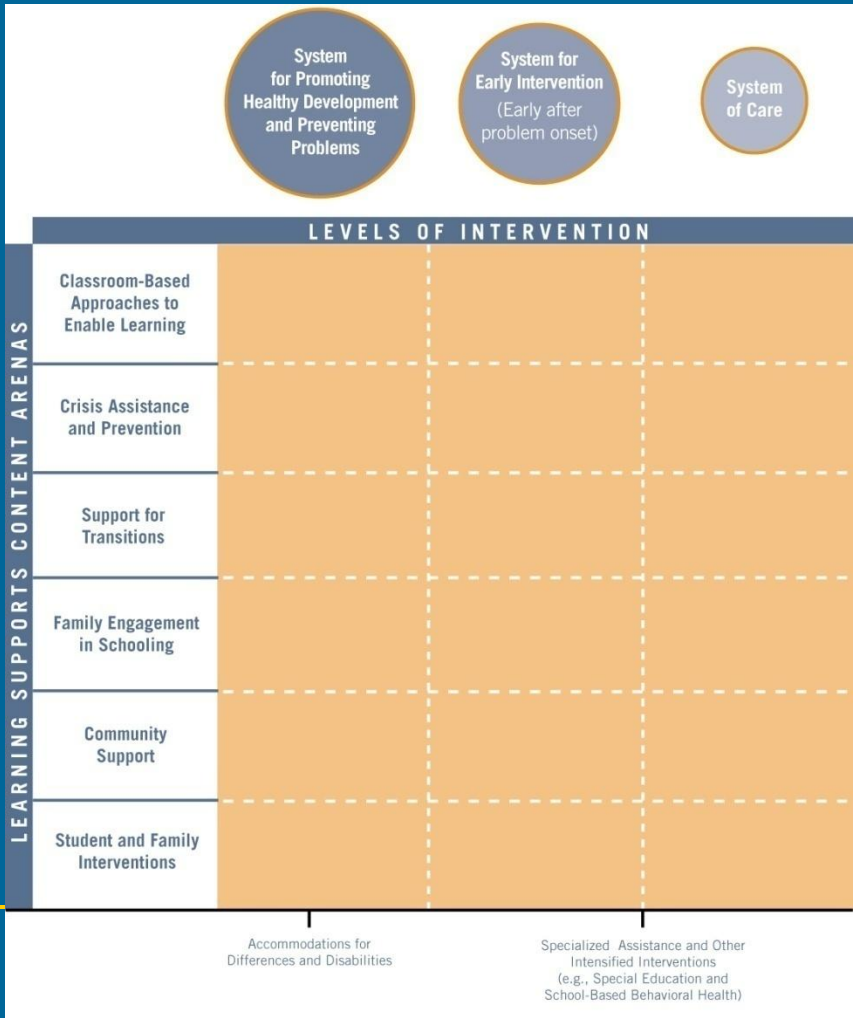 System
for Promoting
Healthy Development
and Preventing
Problems
System for
Early Intervention
(Early after
problem onset)
System
of Care
LEVELS OF INTERVENTION
LEARNING SUPPORTS CONTENT ARENAS
Classroom-Based
Approaches to
Enable Learning
Crisis Assistance
and Prevention
Support for
Transitions
Family Engagement
in Schooling
Community
Support
Student and Family
Interventions
Accommodations for
Differences and Disabilities
Specialized Assistance and Other
Intensified Interventions
(e.g., Special Education and
School-Based Behavioral Health)